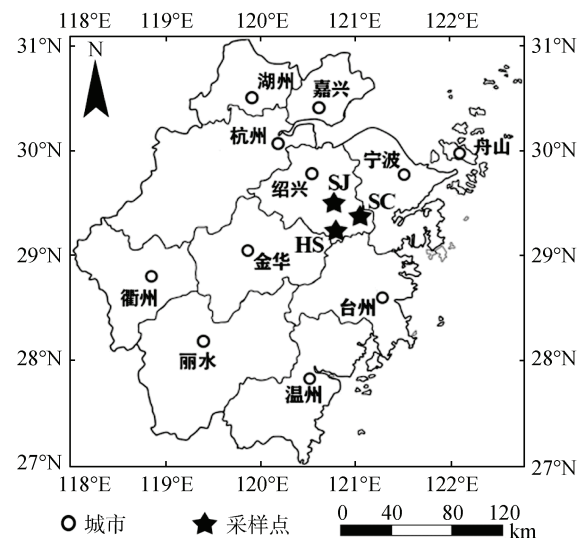 118°E 119°E 120°E 121°E 122°E
31°N 31°N
N
湖州
嘉兴
杭州
30°N 30°N
宁波
舟山
绍兴
SJ
SC
HS
29°N 29°N
金华
衢州
台州
28°N 28°N
丽水
温州
27°N 27°N
118°E 119°E 120°E 121°E 122°E
城市 采样点
0 40 80 120
km